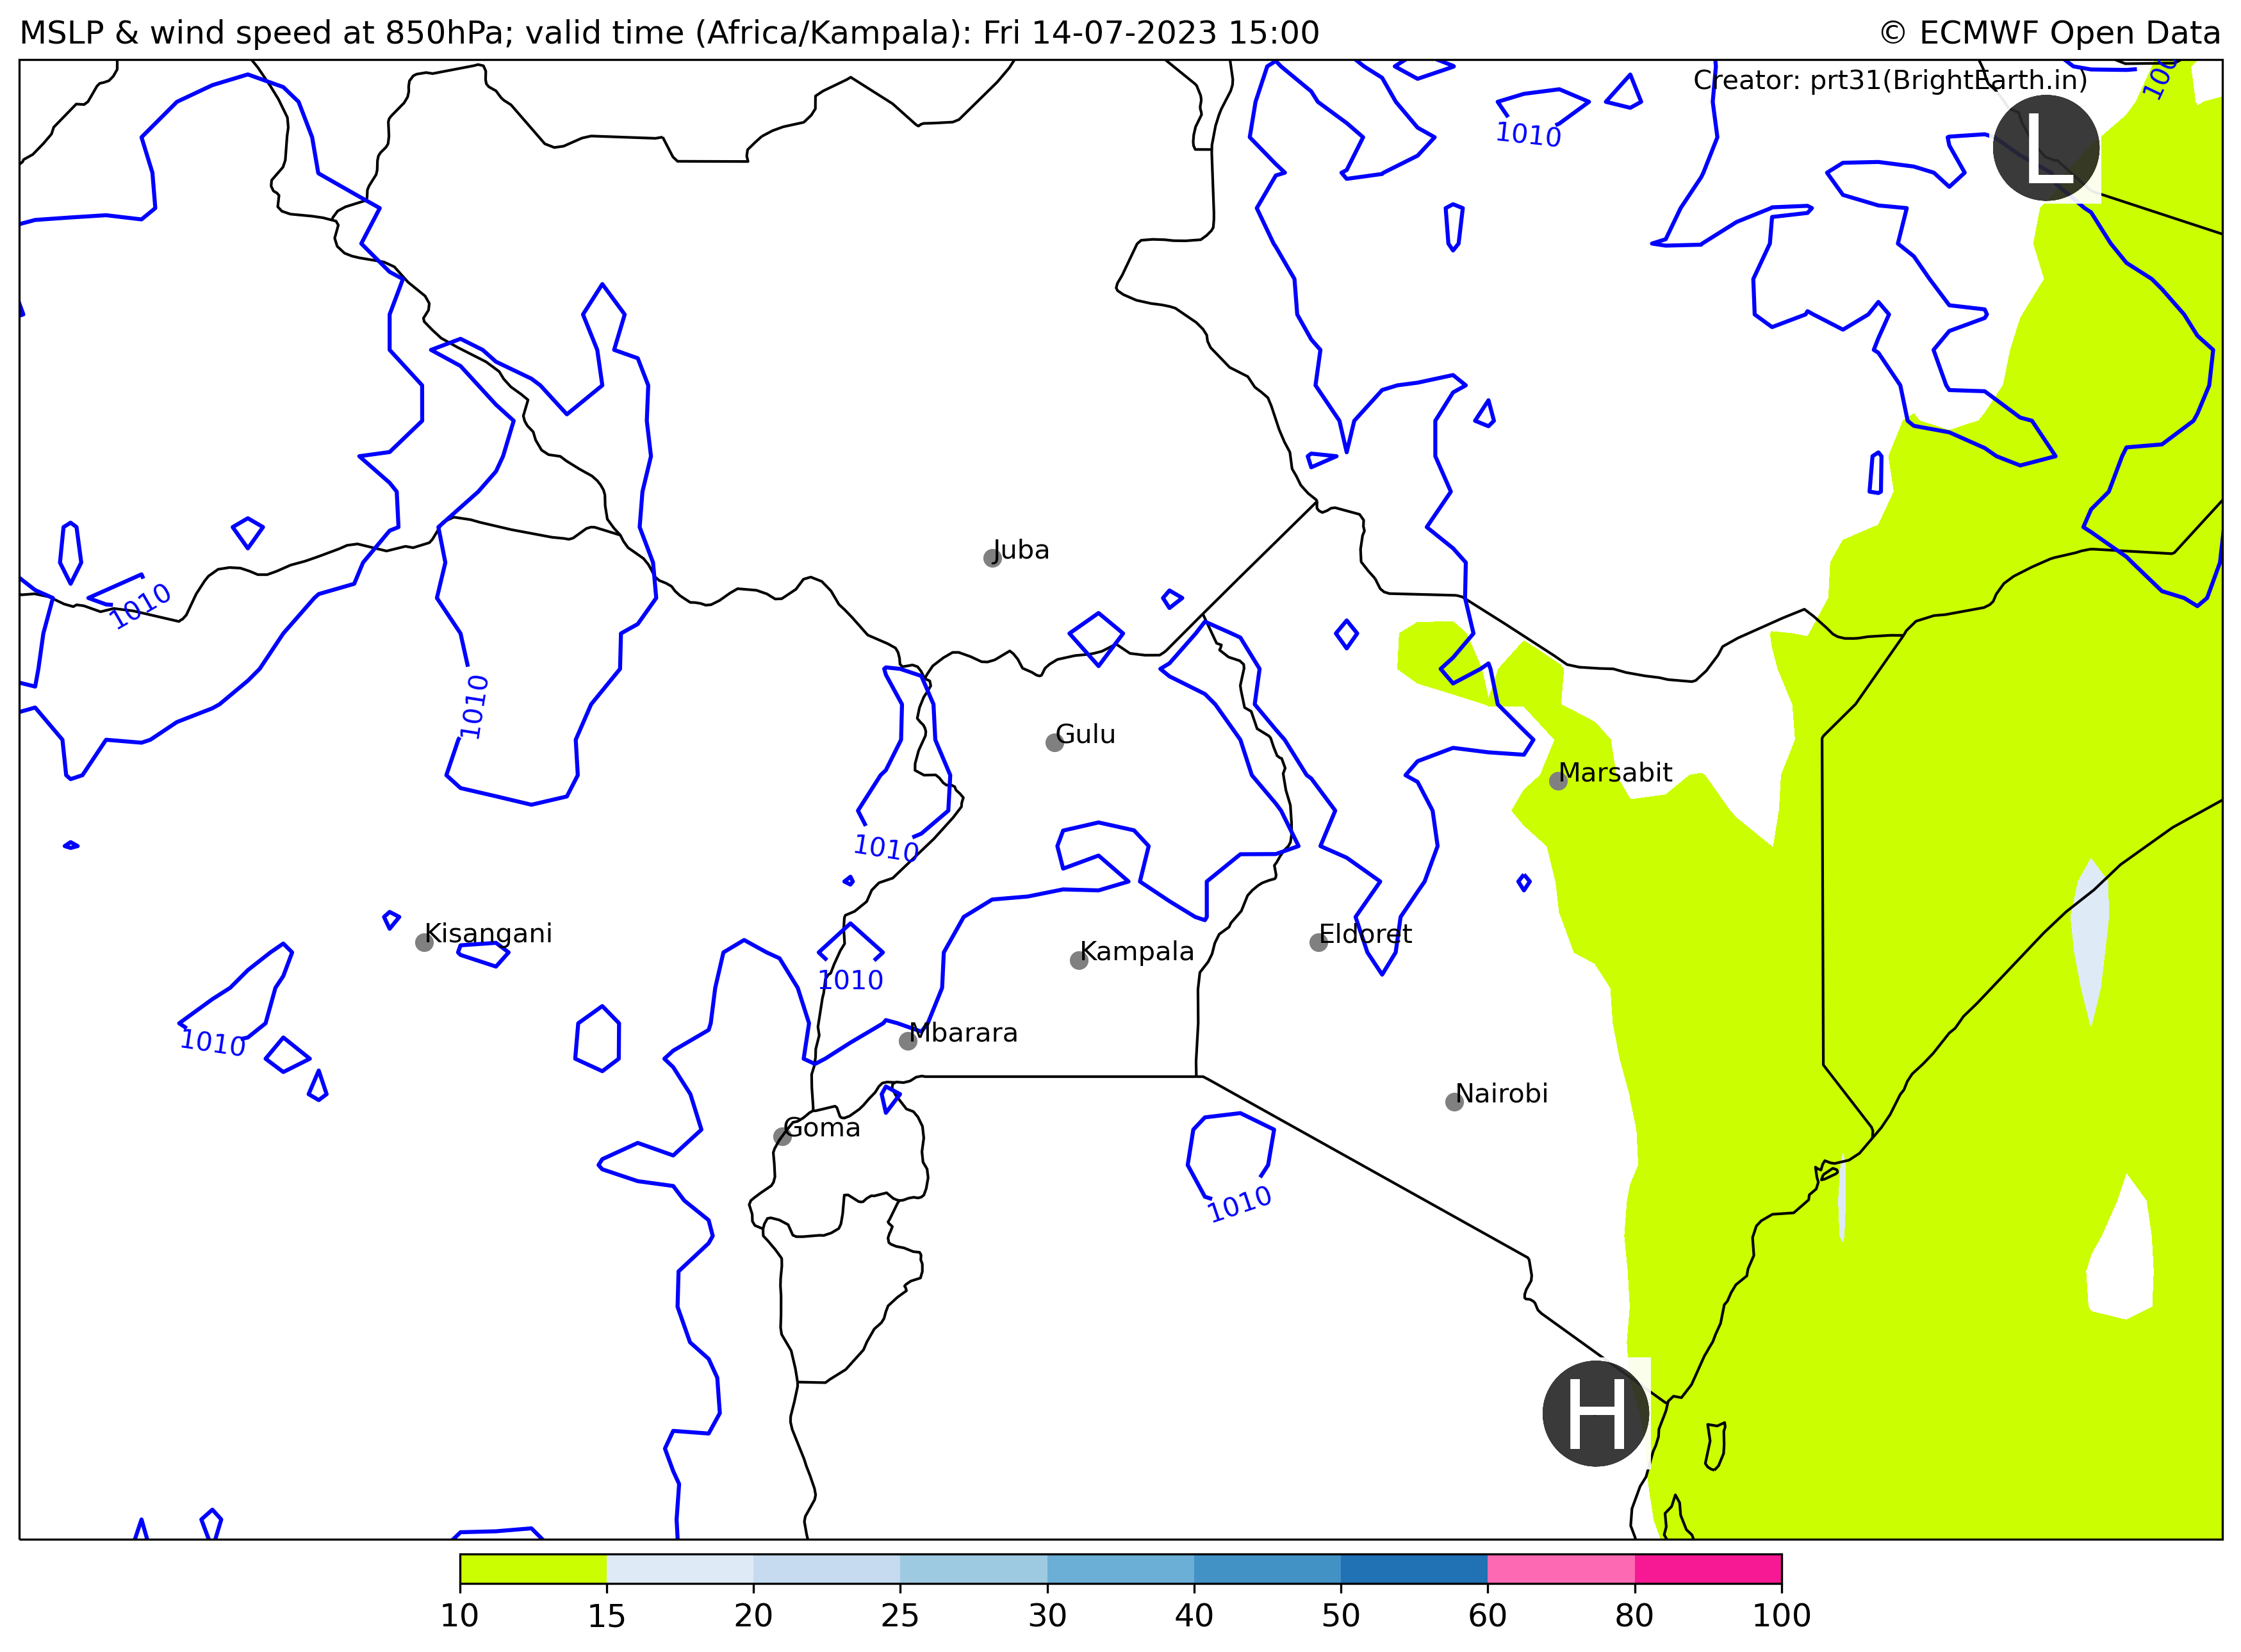 MSLP & wind speed at 850hPa; valid time (Africa/Kampala): Fri 14-07-2023 15:00
© ECMWF Open Data
Creator: prt31(BrightEarth.in)
L
1010
Juba
1010
1010
Gulu
Marsabit
1010
Kisangani
Eldoret
Kampala
1010
Mbarara
1010
Nairobi
Goma
1010
H
10 15 20 25 30 40 50 60 80 100